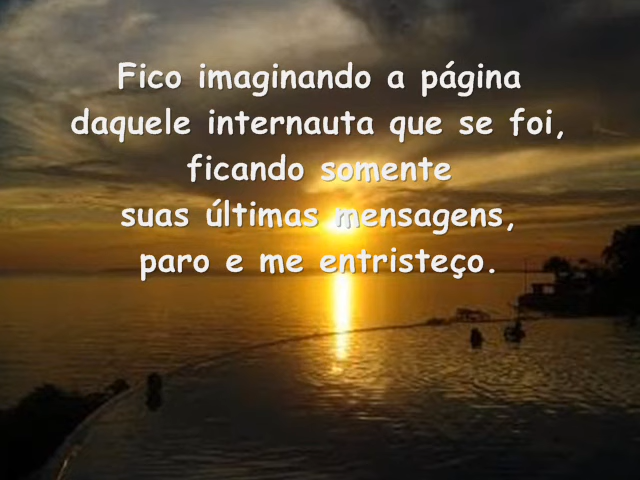 Fico imaginando a página
daquele internauta que se foi,
ficando somente
suas últimas mensagens,
paro e me entristeço.